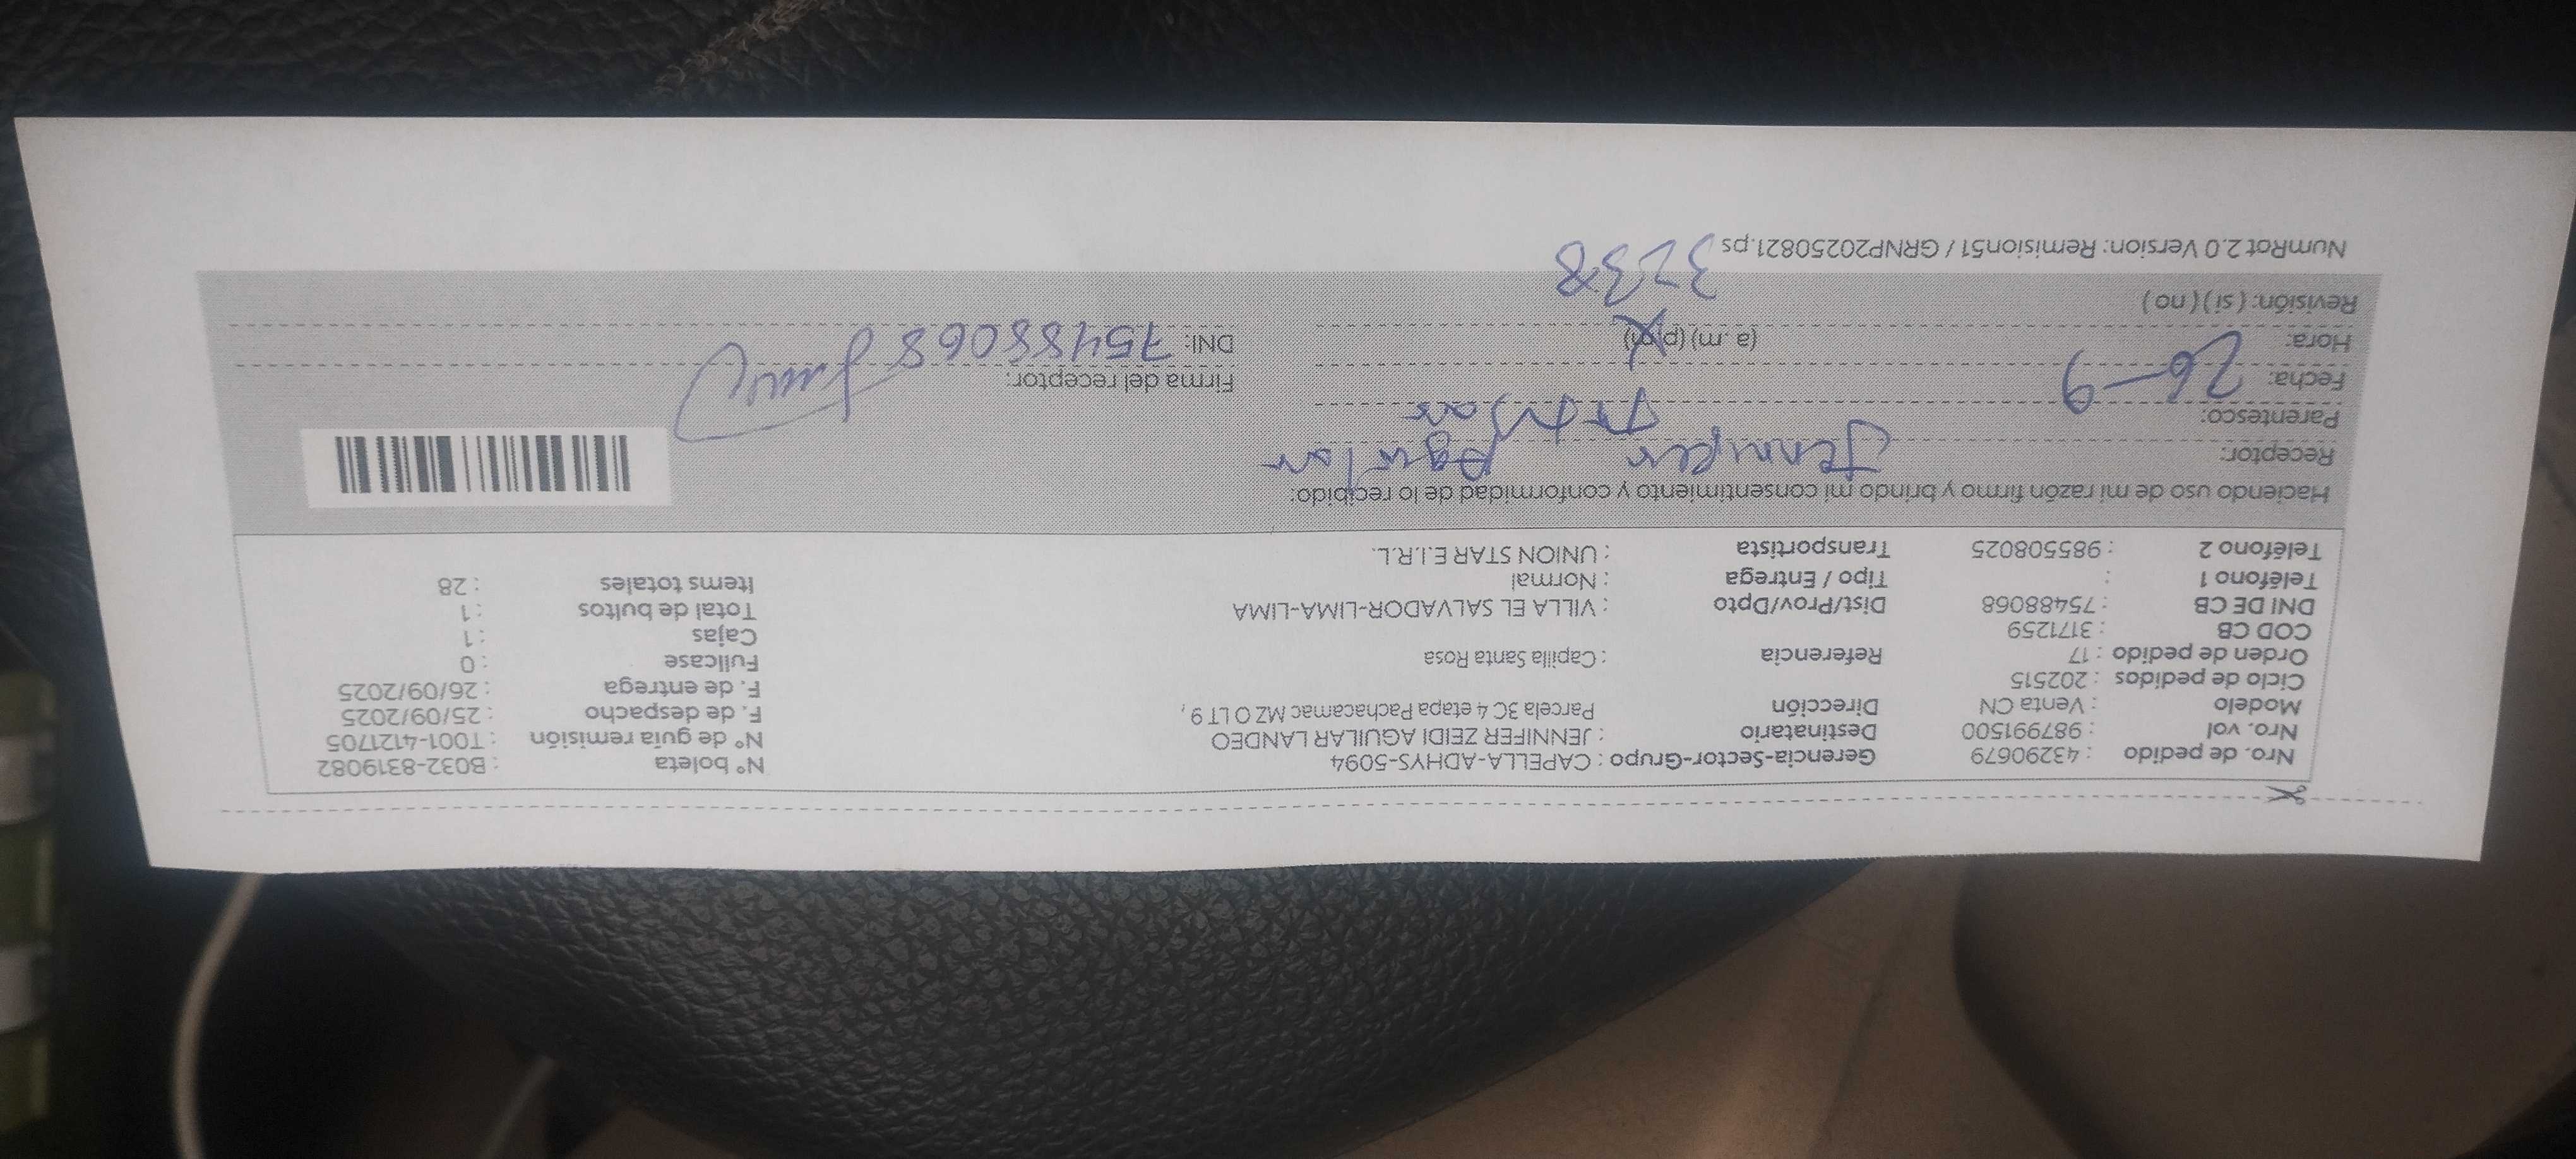 Nro. de pedido : 43290679 Gerencia-Sector-Grupo : CAPELLA-ADHYS-5094 N° boleta : B032-8319082
Nro. vol : 987991500 Destinatario : JENNIFER ZEIDI AGUILAR LANDEO N° de guía remisión : T001-4121705
Modelo : Venta CN Dirección Parcela 3C 4 etapa Pachacamac MZ O LT 9 , F. de despacho : 25/09/2025
Ciclo de pedidos : 202515 F. de entrega : 26/09/2025
Orden de pedido : 17 Referencia : Capilla Santa Rosa Fullcase : 0
COD CB : 3171259 Cajas : 1
DNI DE CB : 75488068 Dist/Prov/Dpto : VILLA EL SALVADOR-LIMA-LIMA Total de bultos : 1
Teléfono 1 : Tipo / Entrega : Normal Items totales : 28
Teléfono 2 : 985508025 Transportista : UNION STAR E.I.R.L.
Haciendo uso de mi razón firmo y brindo mi consentimiento y conformidad de lo recibido:
Receptor: Jennifer Aguilar
Parentesco: Titular
Fecha: 26-9 Firma del receptor:
Hora: (a .m) (p.m) DNI: 75488068
Revisión: ( si ) ( no )
3238
NumRot 2.0 Version: Remision51 / GRNP20250821.ps